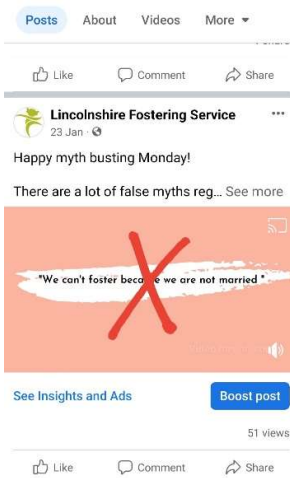 Posts About Videos More
Like Comment Share
Lincolnshire Fostering Service
23 Jan
Happy myth busting Monday!
There are a lot of false myths reg... See more
"We can't foster because we are not married "
See Insights and Ads Boost post
51 views
Like Comment Share